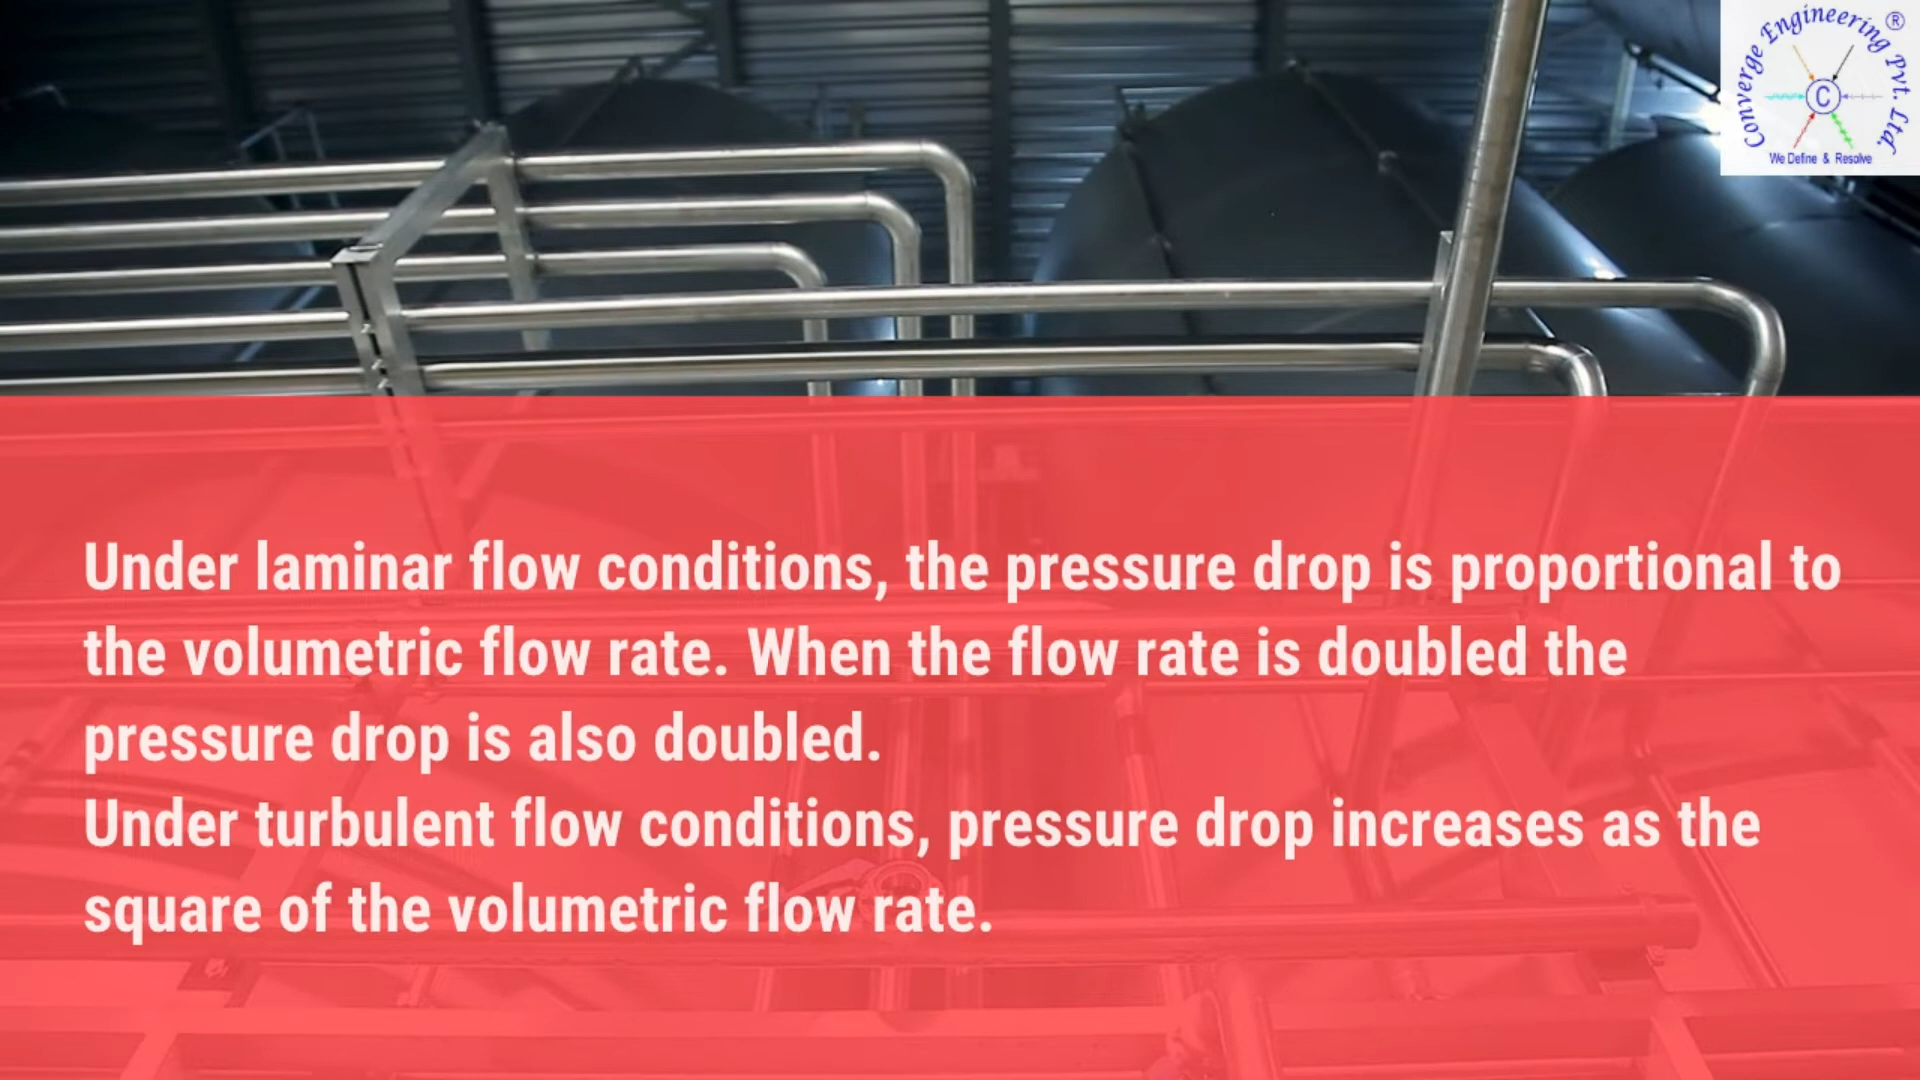 Converge Engineering Pvt. Ltd.
®
C
We Define & Resolve
Under laminar flow conditions, the pressure drop is proportional to
the volumetric flow rate. When the flow rate is doubled the
pressure drop is also doubled.
Under turbulent flow conditions, pressure drop increases as the
square of the volumetric flow rate.